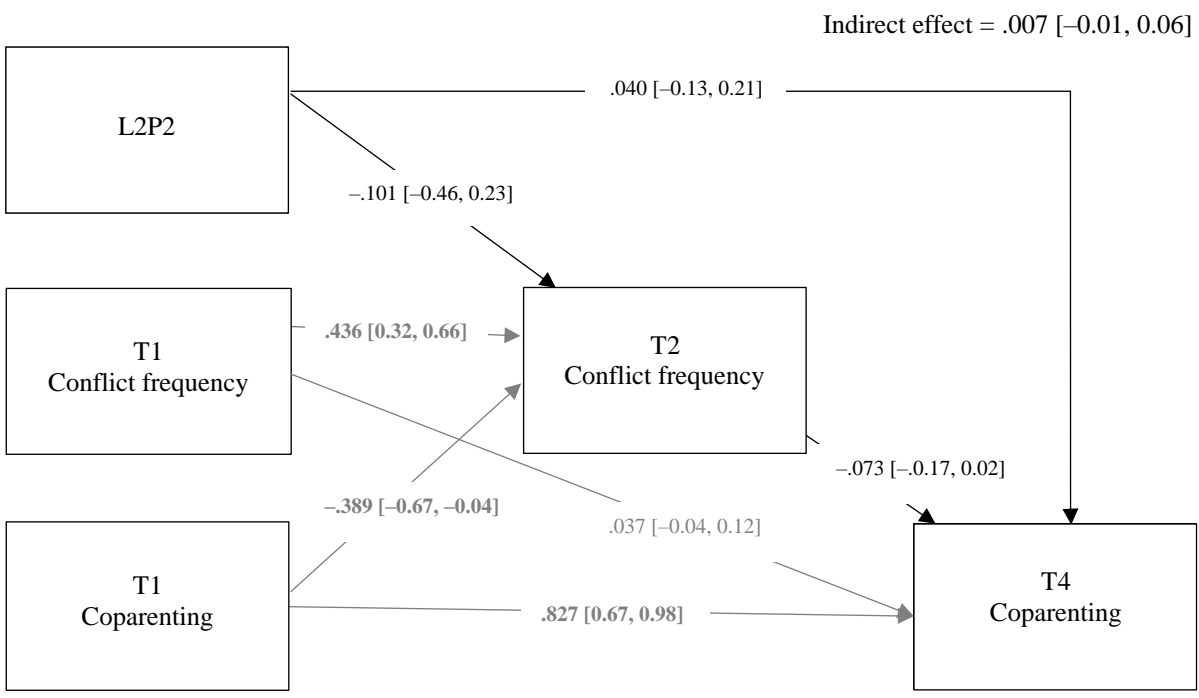 Indirect effect = .007 [–0.01, 0.06]
.040 [–0.13, 0.21]
L2P2
–.101 [–0.46, 0.23]
.436 [0.32, 0.66]
T1
Conflict frequency
T2
Conflict frequency
–.073 [–.0.17, 0.02]
–.389 [–0.67, –0.04]
.037 [–0.04, 0.12]
T1
Coparenting
.827 [0.67, 0.98]
T4
Coparenting